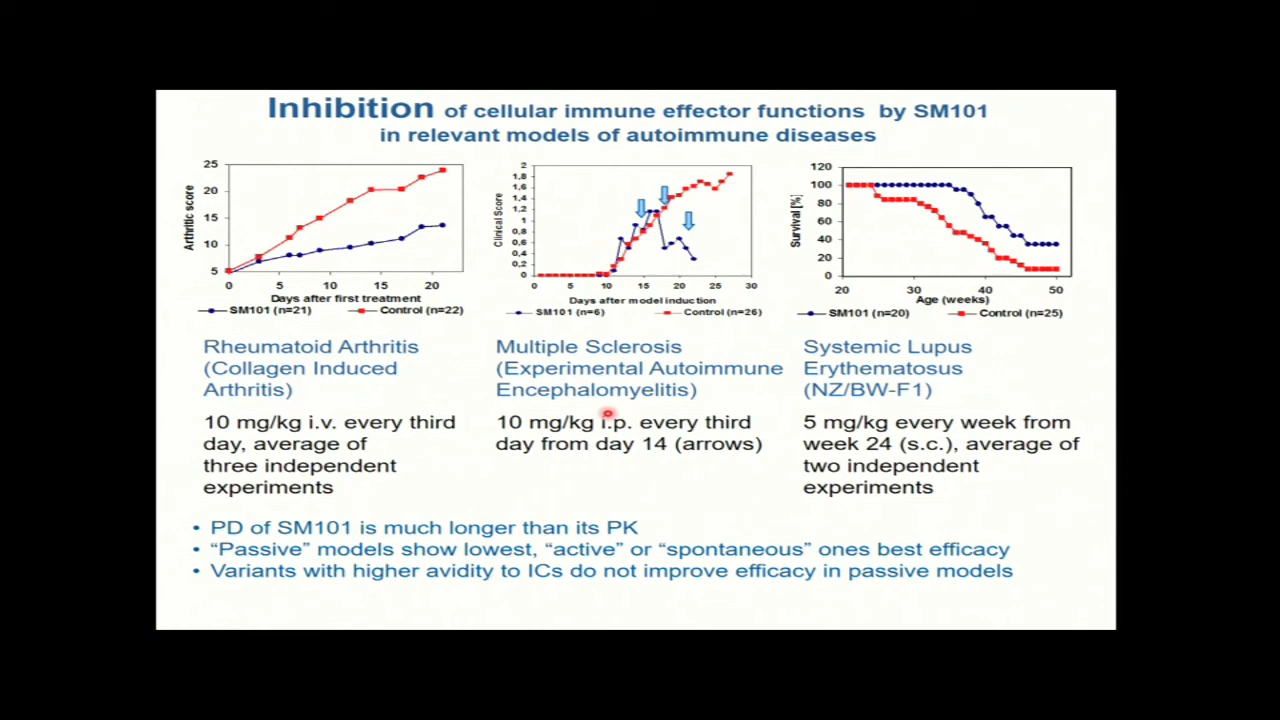 Inhibition of cellular immune effector functions by SM101
in relevant models of autoimmune diseases
25
20
15
10
5
Arthritic score
0
5
10
15
20
Days after first treatment
SM101 (n=21)
Control (n=22)
2
1,8
1,6
1,4
1,2
1
0,8
0,6
0,4
0,2
0
Clinical Score
0
5
10
15
20
25
30
Days after model induction
SM101 (n=6)
Control (n=26)
120
100
80
60
40
20
0
Survival [%]
20
30
40
50
Age (weeks)
SM101 (n=20)
Control (n=25)
Rheumatoid Arthritis
(Collagen Induced
Arthritis)
10 mg/kg i.v. every third
day, average of
three independent
experiments
Multiple Sclerosis
(Experimental Autoimmune
Encephalomyelitis)
10 mg/kg i.p. every third
day from day 14 (arrows)
Systemic Lupus
Erythematosus
(NZ/BW-F1)
5 mg/kg every week from
week 24 (s.c.), average of
two independent
experiments
• PD of SM101 is much longer than its PK
• “Passive” models show lowest, “active” or “spontaneous” ones best efficacy
• Variants with higher avidity to ICs do not improve efficacy in passive models